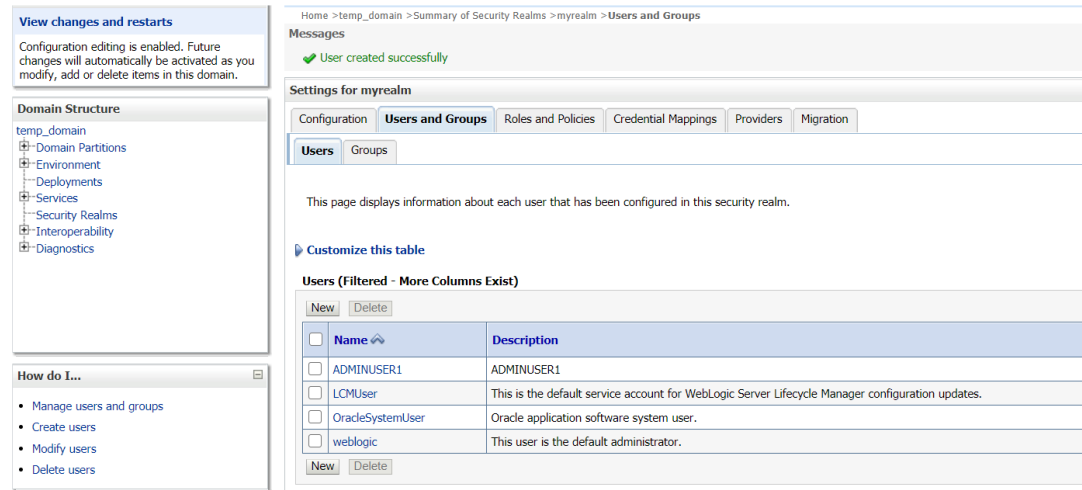 View changes and restarts
Configuration editing is enabled. Future
changes will automatically be activated as you
modify, add or delete items in this domain.
Domain Structure
temp_domain
Domain Partitions
Environment
Deployments
Services
Security Realms
Interoperability
Diagnostics
How do I...
Manage users and groups
Create users
Modify users
Delete users
Home >temp_domain >Summary of Security Realms >myrealm >Users and Groups
Messages
User created successfully
Settings for myrealm
Configuration Users and Groups Roles and Policies Credential Mappings Providers Migration
Users Groups
This page displays information about each user that has been configured in this security realm.
Customize this table
Users (Filtered - More Columns Exist)
New Delete
Name Description
ADMINUSER1 ADMINUSER1
LCMUser This is the default service account for WebLogic Server Lifecycle Manager configuration updates.
OracleSystemUser Oracle application software system user.
weblogic This user is the default administrator.
New Delete